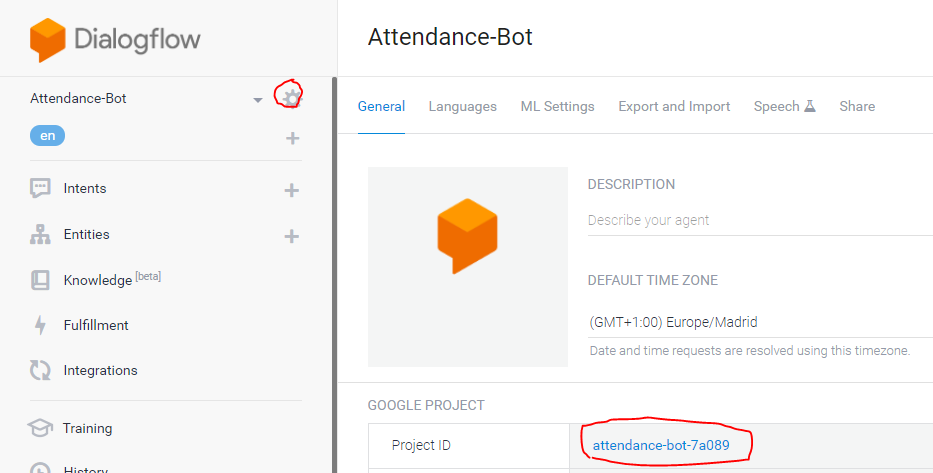 Dialogflow
Attendance-Bot
en
Intents
Entities
Knowledge [beta]
Fulfillment
Integrations
Training
History
Attendance-Bot
General Languages ML Settings Export and Import Speech Share
DESCRIPTION
Describe your agent
DEFAULT TIME ZONE
(GMT+1:00) Europe/Madrid
Date and time requests are resolved using this timezone.
GOOGLE PROJECT
Project ID attendance-bot-7a089